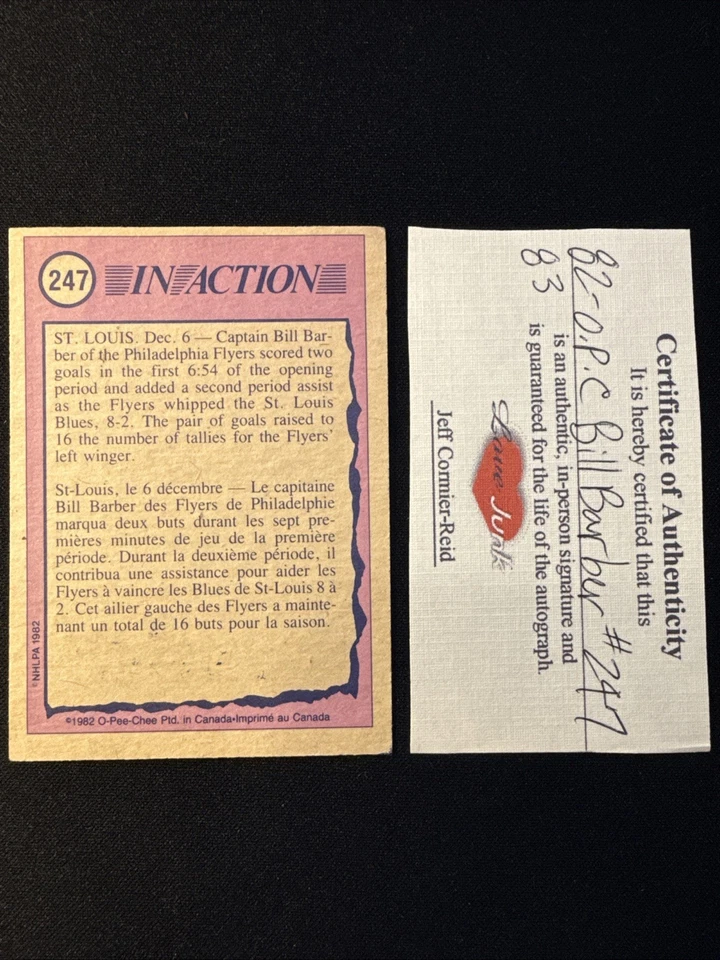 247 IN ACTION
ST. LOUIS. Dec. 6 — Captain Bill Bar-
ber of the Philadelphia Flyers scored two
goals in the first 6:54 of the opening
period and added a second period assist
as the Flyers whipped the St. Louis
Blues, 8-2. The pair of goals raised to
16 the number of tallies for the Flyers'
left winger.
St-Louis, le 6 décembre — Le capitaine
Bill Barber des Flyers de Philadelphie
marqua deux buts durant les sept pre-
mières minutes de jeu de la première
période. Durant la deuxième période, il
contribua une assistance pour aider les
Flyers à vaincre les Blues de St-Louis 8 à
2. Cet ailier gauche des Flyers a mainte-
nant un total de 16 buts pour la saison.
©NHLPA 1982
©1982 O-Pee-Chee Ptd. in Canada•Imprimé au Canada
Certificate of Authenticity
It is hereby certified that this
82-O.P.C Bill Barber #247
83
is an authentic, in-person signature and
is guaranteed for the life of the autograph.
Love Junk
Jeff Cormier-Reid